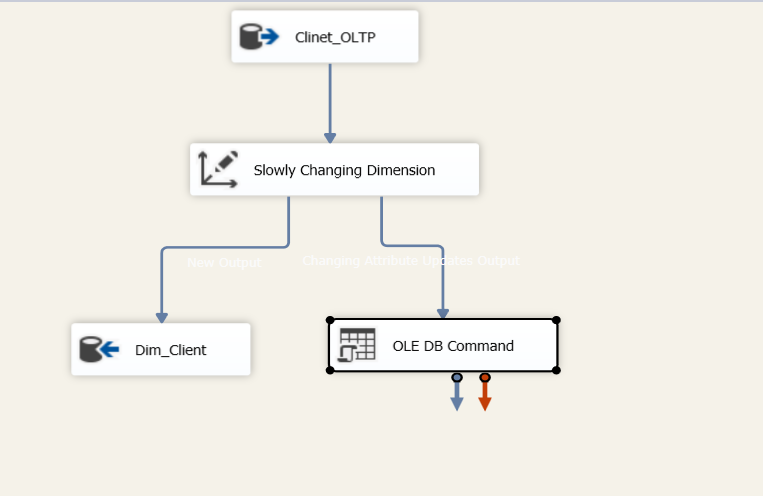 Clinet_OLTP
Slowly Changing Dimension
New Output
Changing Attribute Updates Output
Dim_Client
OLE DB Command